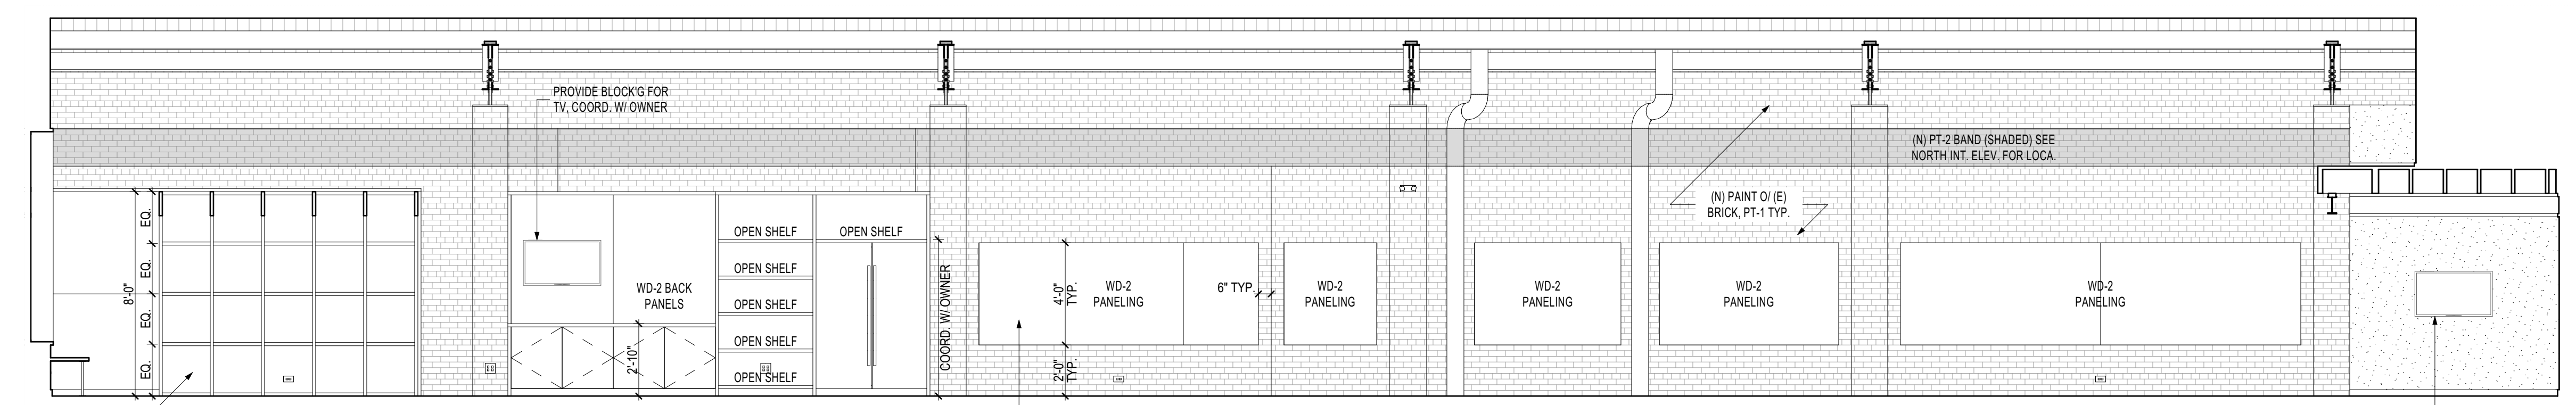 PROVIDE BLOCK'G FOR
TV, COORD. W/ OWNER
(N) PT-2 BAND (SHADED) SEE
NORTH INT. ELEV. FOR LOCA.
(N) PAINT O/ (E)
BRICK, PT-1 TYP.
8'-0"
EQ.
EQ.
EQ.
EQ.
WD-2 BACK
PANELS
2'-10"
OPEN SHELF
OPEN SHELF
OPEN SHELF
OPEN SHELF
OPEN SHELF
OPEN SHELF
COORD. W/ OWNER
4'-0"
TYP.
2'-0"
TYP.
WD-2
PANELING
6" TYP.
WD-2
PANELING
WD-2
PANELING
WD-2
PANELING
WD-2
PANELING